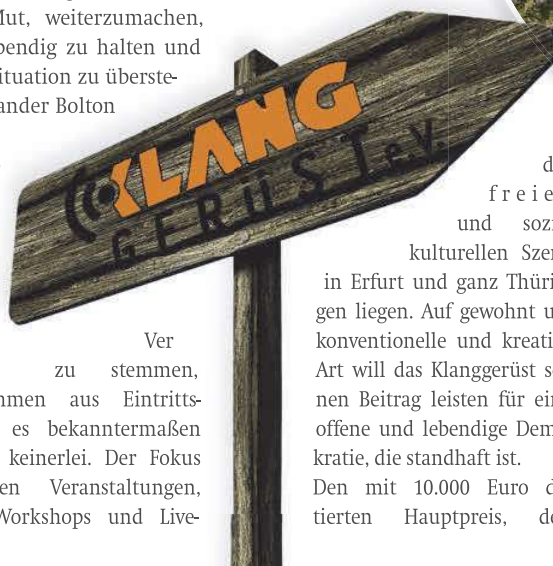 Mut, weiterzumachen,
bendig zu halten und
ituation zu überste-
ander Bolton
KLANG
GERÜST e.V.
Ver
zu stemmen,
men aus Eintritts-
es bekanntermaßen
keinerlei. Der Fokus
en Veranstaltungen,
Workshops und Live-
d
freie
und sozi
kulturellen Szen
in Erfurt und ganz Thüri
gen liegen. Auf gewohnt u
konventionelle und kreati
Art will das Klanggerüst se
nen Beitrag leisten für ein
offene und lebendige Dem
kratie, die standhaft ist.
Den mit 10.000 Euro d
tierten Hauptpreis, de